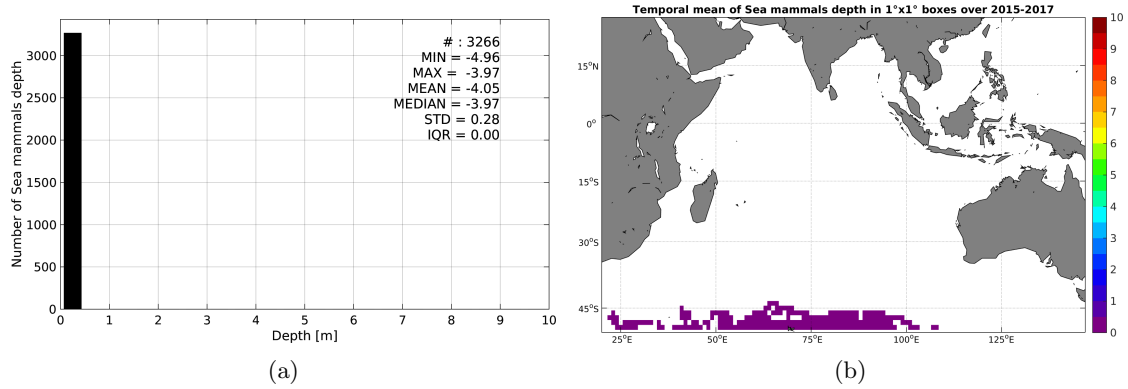 3000
2500
2000
1500
1000
500
0
Number of Sea mammals depth
# : 3266
MIN = -4.96
MAX = -3.97
MEAN = -4.05
MEDIAN = -3.97
STD = 0.28
IQR = 0.00
0 1 2 3 4 5 6 7 8 9 10
Depth [m]
(a)
Temporal mean of Sea mammals depth in 1°x1° boxes over 2015-2017
15°N
0°
15°S
30°S
45°S
25°E 50°E 75°E 100°E 125°E
10
9
8
7
6
5
4
3
2
1
0
(b)